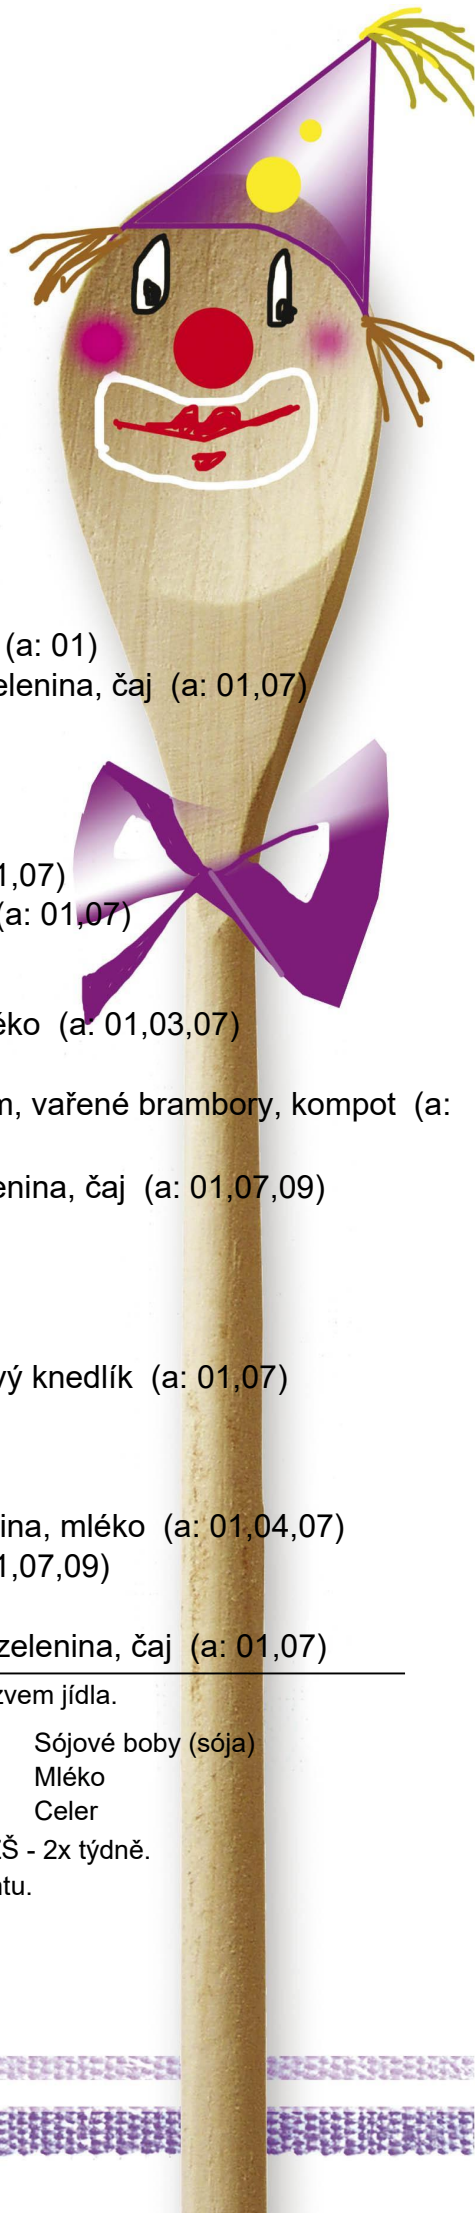 (a: 01)
elenina, čaj (a: 01,07)
1,07)
(a: 01,07)
éko (a: 01,03,07)
m, vařené brambory, kompot (a:
enina, čaj (a: 01,07,09)
vý knedlík (a: 01,07)
ina, mléko (a: 01,04,07)
1,07,09)
zelenina, čaj (a: 01,07)
zvem jídla.
Sójové boby (sója)
Mléko
Celer
ZŠ - 2x týdně.
ntu.